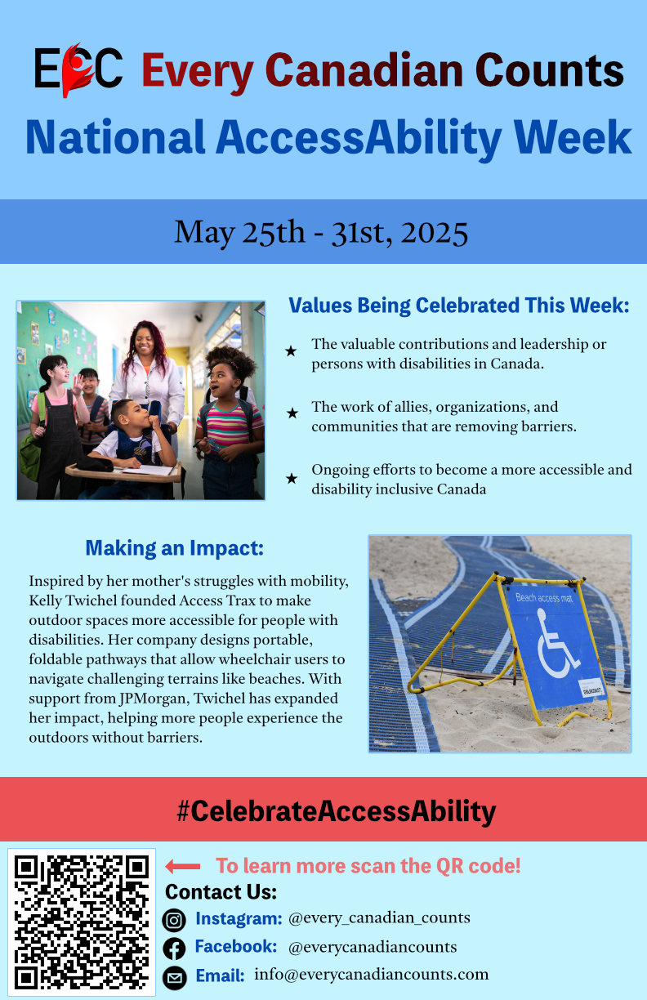 ECC Every Canadian Counts
National AccessAbility Week
May 25th - 31st, 2025
Values Being Celebrated This Week:
★ The valuable contributions and leadership or
persons with disabilities in Canada.
★ The work of allies, organizations, and
communities that are removing barriers.
★ Ongoing efforts to become a more accessible and
disability inclusive Canada
Making an Impact:
Inspired by her mother's struggles with mobility,
Kelly Twichel founded Access Trax to make
outdoor spaces more accessible for people with
disabilities. Her company designs portable,
foldable pathways that allow wheelchair users to
navigate challenging terrains like beaches. With
support from JPMorgan, Twichel has expanded
her impact, helping more people experience the
outdoors without barriers.
Beach access mat
#CelebrateAccessAbility
To learn more scan the QR code!
Contact Us:
Instagram: @every_canadian_counts
Facebook: @everycanadiancounts
Email: info@everycanadiancounts.com